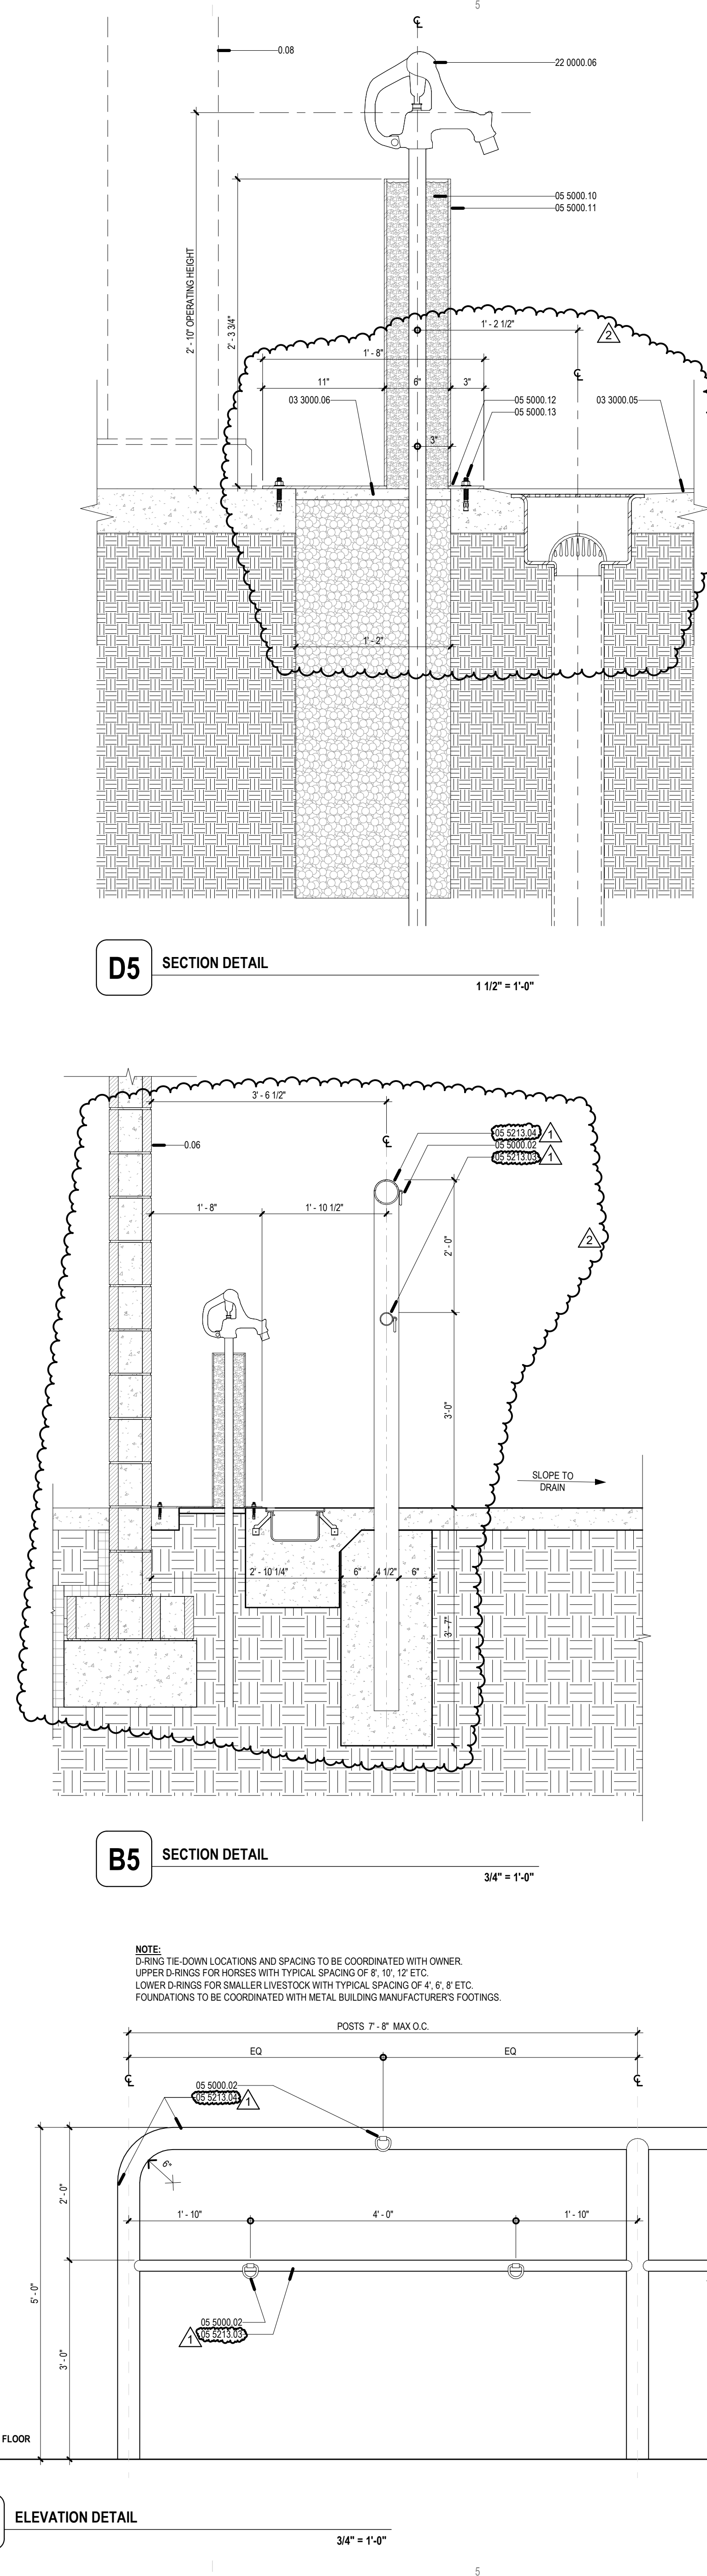 5
℄
0.08
22 0000.06
05 5000.10
05 5000.11
2' - 10" OPERATING HEIGHT
2' - 3 3/4"
1' - 2 1/2"
2
1' - 8"
℄
11"
6"
3"
03 3000.06
05 5000.12
03 3000.05
05 5000.13
3"
1' - 2"
D5
SECTION DETAIL
1 1/2" = 1'-0"
3' - 6 1/2"
05 5213.04
1
℄
0.06
05 5000.02
05 5213.03
1
1' - 8"
1' - 10 1/2"
2' - 0"
2
3'-0"
SLOPE TO
DRAIN
2' - 10 1/4"
6"
4 1/2"
6"
3' - 7"
B5
SECTION DETAIL
3/4" = 1'-0"
NOTE:
D-RING TIE-DOWN LOCATIONS AND SPACING TO BE COORDINATED WITH OWNER.
UPPER D-RINGS FOR HORSES WITH TYPICAL SPACING OF 8', 10', 12' ETC.
LOWER D-RINGS FOR SMALLER LIVESTOCK WITH TYPICAL SPACING OF 4', 6', 8' ETC.
FOUNDATIONS TO BE COORDINATED WITH METAL BUILDING MANUFACTURER'S FOOTINGS.
POSTS 7' - 8" MAX O.C.
EQ
EQ
℄
℄
05 5000.02
05 5213.04
1
6"
2' - 0"
1' - 10"
4' - 0"
1' - 10"
5' - 0"
05 5000.02
05 5213.03
1
3' - 0"
FLOOR
ELEVATION DETAIL
3/4" = 1'-0"
5